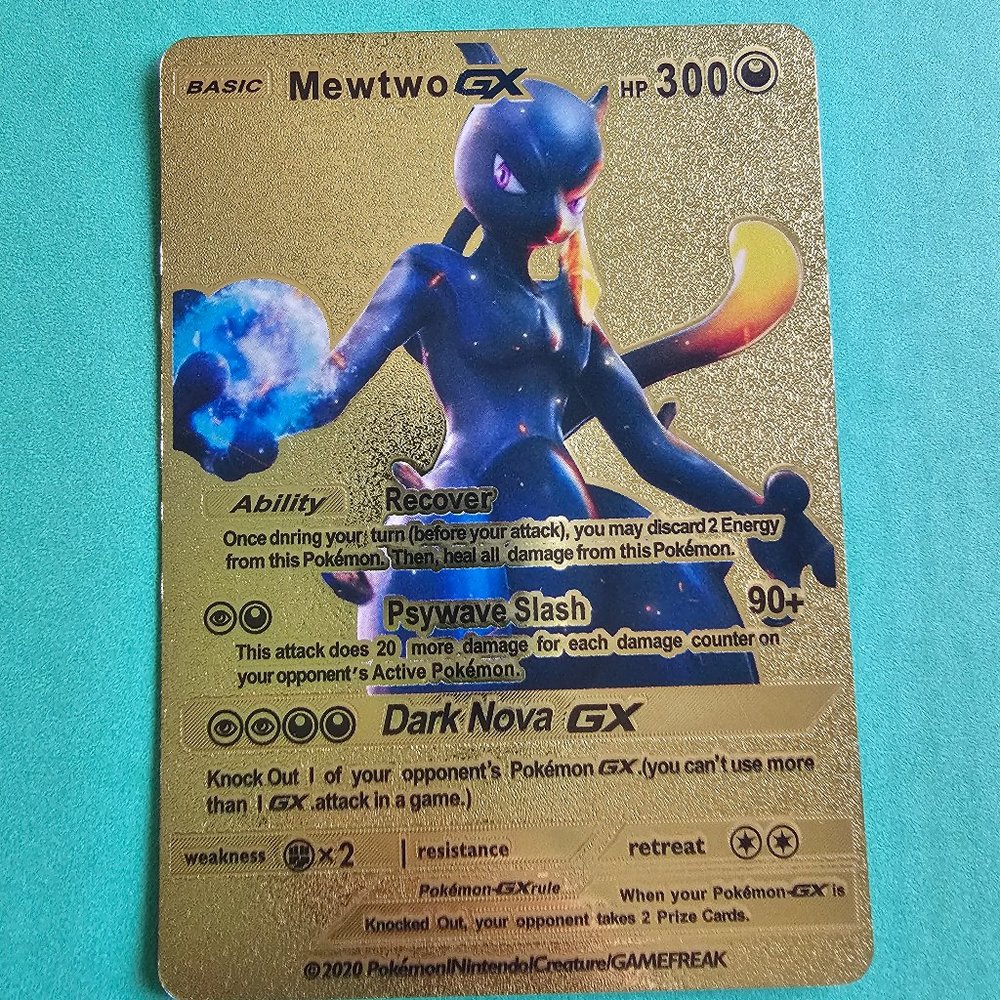 BASIC Mewtwo GX HP 300
Ability Recover
Once dnring your turn (before your attack), you may discard 2 Energy
from this Pokémon. Then, heal all damage from this Pokémon.
Psywave Slash 90+
This attack does 20 more damage for each damage counter on
your opponent's Active Pokémon.
Dark Nova GX
Knock Out 1 of your opponent's Pokémon GX.(you can't use more
than 1 GX .attack in a game.)
weakness ×2 resistance retreat
Pokémon-GXrule When your Pokémon-GX is
Knocked Out, your opponent takes 2 Prize Cards.
©2020 Pokémon/Nintendo/Creature/GAMEFREAK